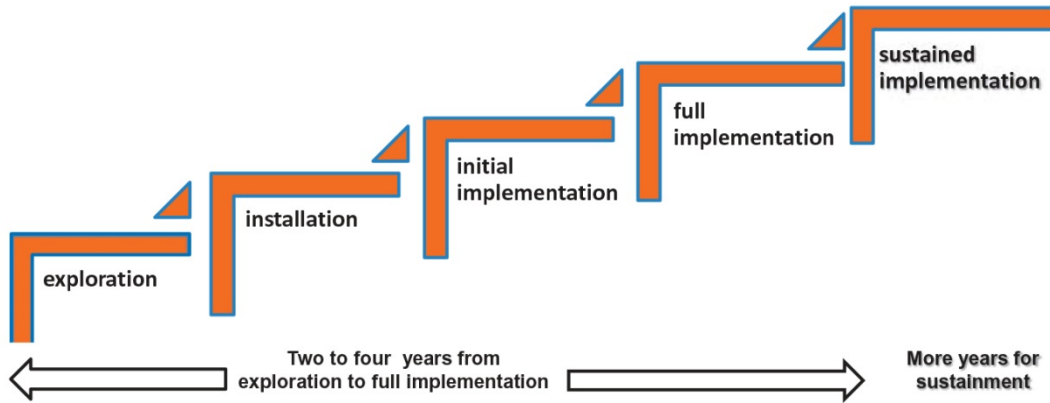 exploration
installation
initial
implementation
full
implementation
sustained
implementation
Two to four years from
exploration to full implementation
More years for
sustainment